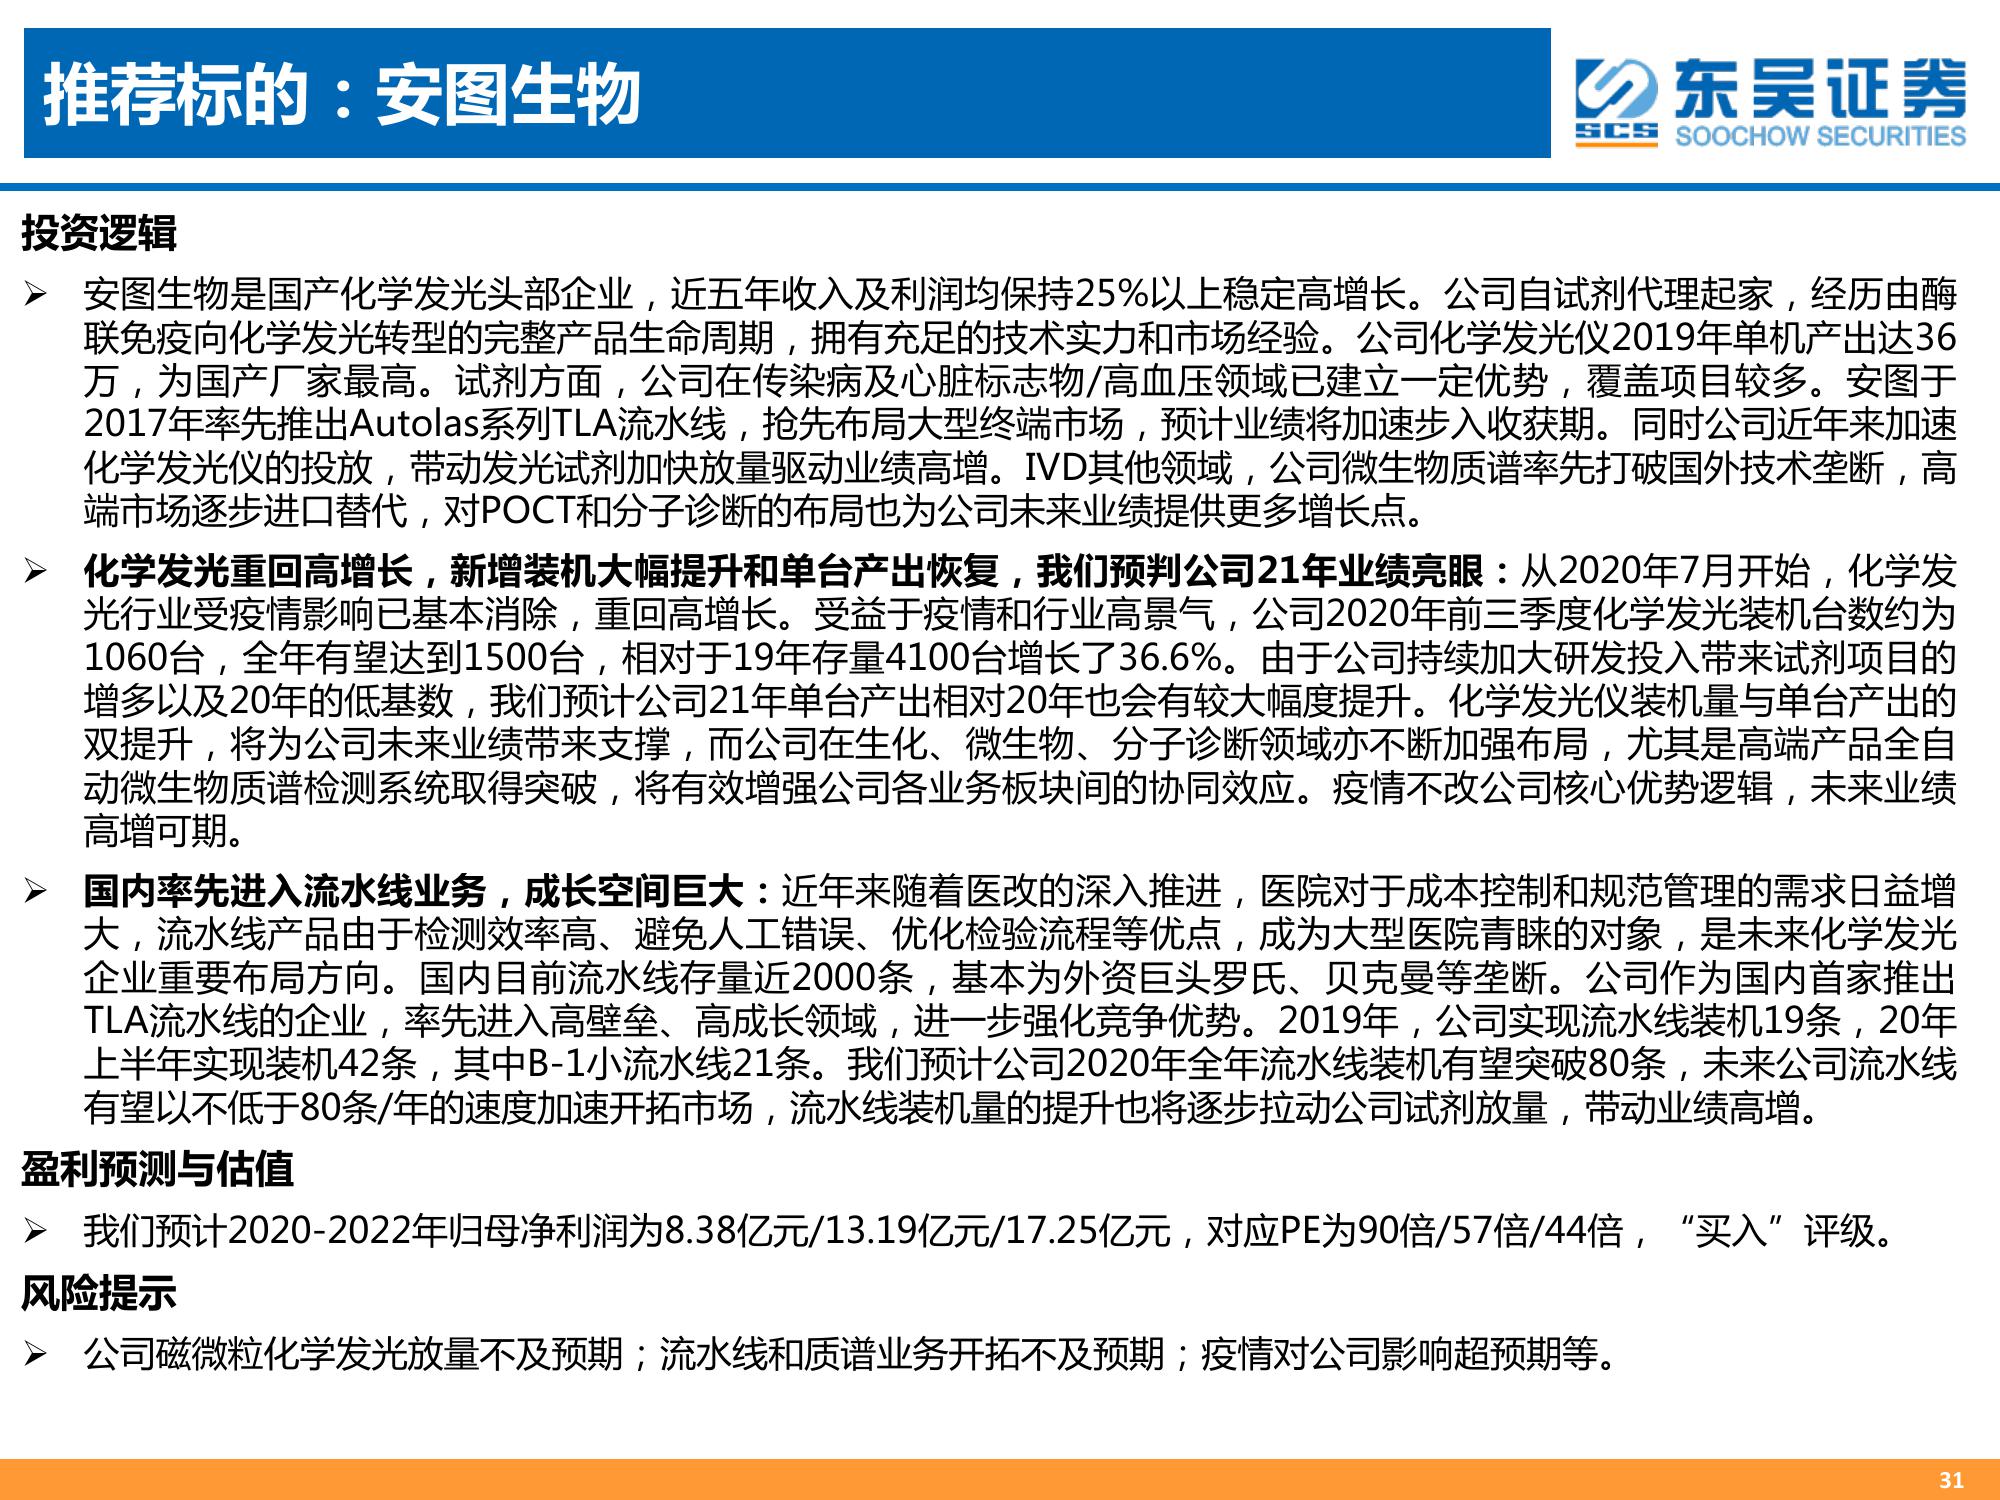 推荐标的：安图生物
东吴证券
SCS
SOOCHOW SECURITIES
投资逻辑
➢ 安图生物是国产化学发光头部企业，近五年收入及利润均保持25%以上稳定高增长。公司自试剂代理起家，经历由酶
联免疫向化学发光转型的完整产品生命周期，拥有充足的技术实力和市场经验。公司化学发光仪2019年单机产出达36
万，为国产厂家最高。试剂方面，公司在传染病及心脏标志物/高血压领域已建立一定优势，覆盖项目较多。安图于
2017年率先推出Autolas系列TLA流水线，抢先布局大型终端市场，预计业绩将加速步入收获期。同时公司近年来加速
化学发光仪的投放，带动发光试剂加快放量驱动业绩高增。IVD其他领域，公司微生物质谱率先打破国外技术垄断，高
端市场逐步进口替代，对POCT和分子诊断的布局也为公司未来业绩提供更多增长点。
➢ 化学发光重回高增长，新增装机大幅提升和单台产出恢复，我们预判公司21年业绩亮眼：从2020年7月开始，化学发
光行业受疫情影响已基本消除，重回高增长。受益于疫情和行业高景气，公司2020年前三季度化学发光装机台数约为
1060台，全年有望达到1500台，相对于19年存量4100台增长了36.6%。由于公司持续加大研发投入带来试剂项目的
增多以及20年的低基数，我们预计公司21年单台产出相对20年也会有较大幅度提升。化学发光仪装机量与单台产出的
双提升，将为公司未来业绩带来支撑，而公司在生化、微生物、分子诊断领域亦不断加强布局，尤其是高端产品全自
动微生物质谱检测系统取得突破，将有效增强公司各业务板块间的协同效应。疫情不改公司核心优势逻辑，未来业绩
高增可期。
➢ 国内率先进入流水线业务，成长空间巨大：近年来随着医改的深入推进，医院对于成本控制和规范管理的需求日益增
大，流水线产品由于检测效率高、避免人工错误、优化检验流程等优点，成为大型医院青睐的对象，是未来化学发光
企业重要布局方向。国内目前流水线存量近2000条，基本为外资巨头罗氏、贝克曼等垄断。公司作为国内首家推出
TLA流水线的企业，率先进入高壁垒、高成长领域，进一步强化竞争优势。2019年，公司实现流水线装机19条，20年
上半年实现装机42条，其中B-1小流水线21条。我们预计公司2020年全年流水线装机有望突破80条，未来公司流水线
有望以不低于80条/年的速度加速开拓市场，流水线装机量的提升也将逐步拉动公司试剂放量，带动业绩高增。
盈利预测与估值
➢ 我们预计2020-2022年归母净利润为8.38亿元/13.19亿元/17.25亿元，对应PE为90倍/57倍/44倍，“买入”评级。
风险提示
➢ 公司磁微粒化学发光放量不及预期；流水线和质谱业务开拓不及预期；疫情对公司影响超预期等。
31